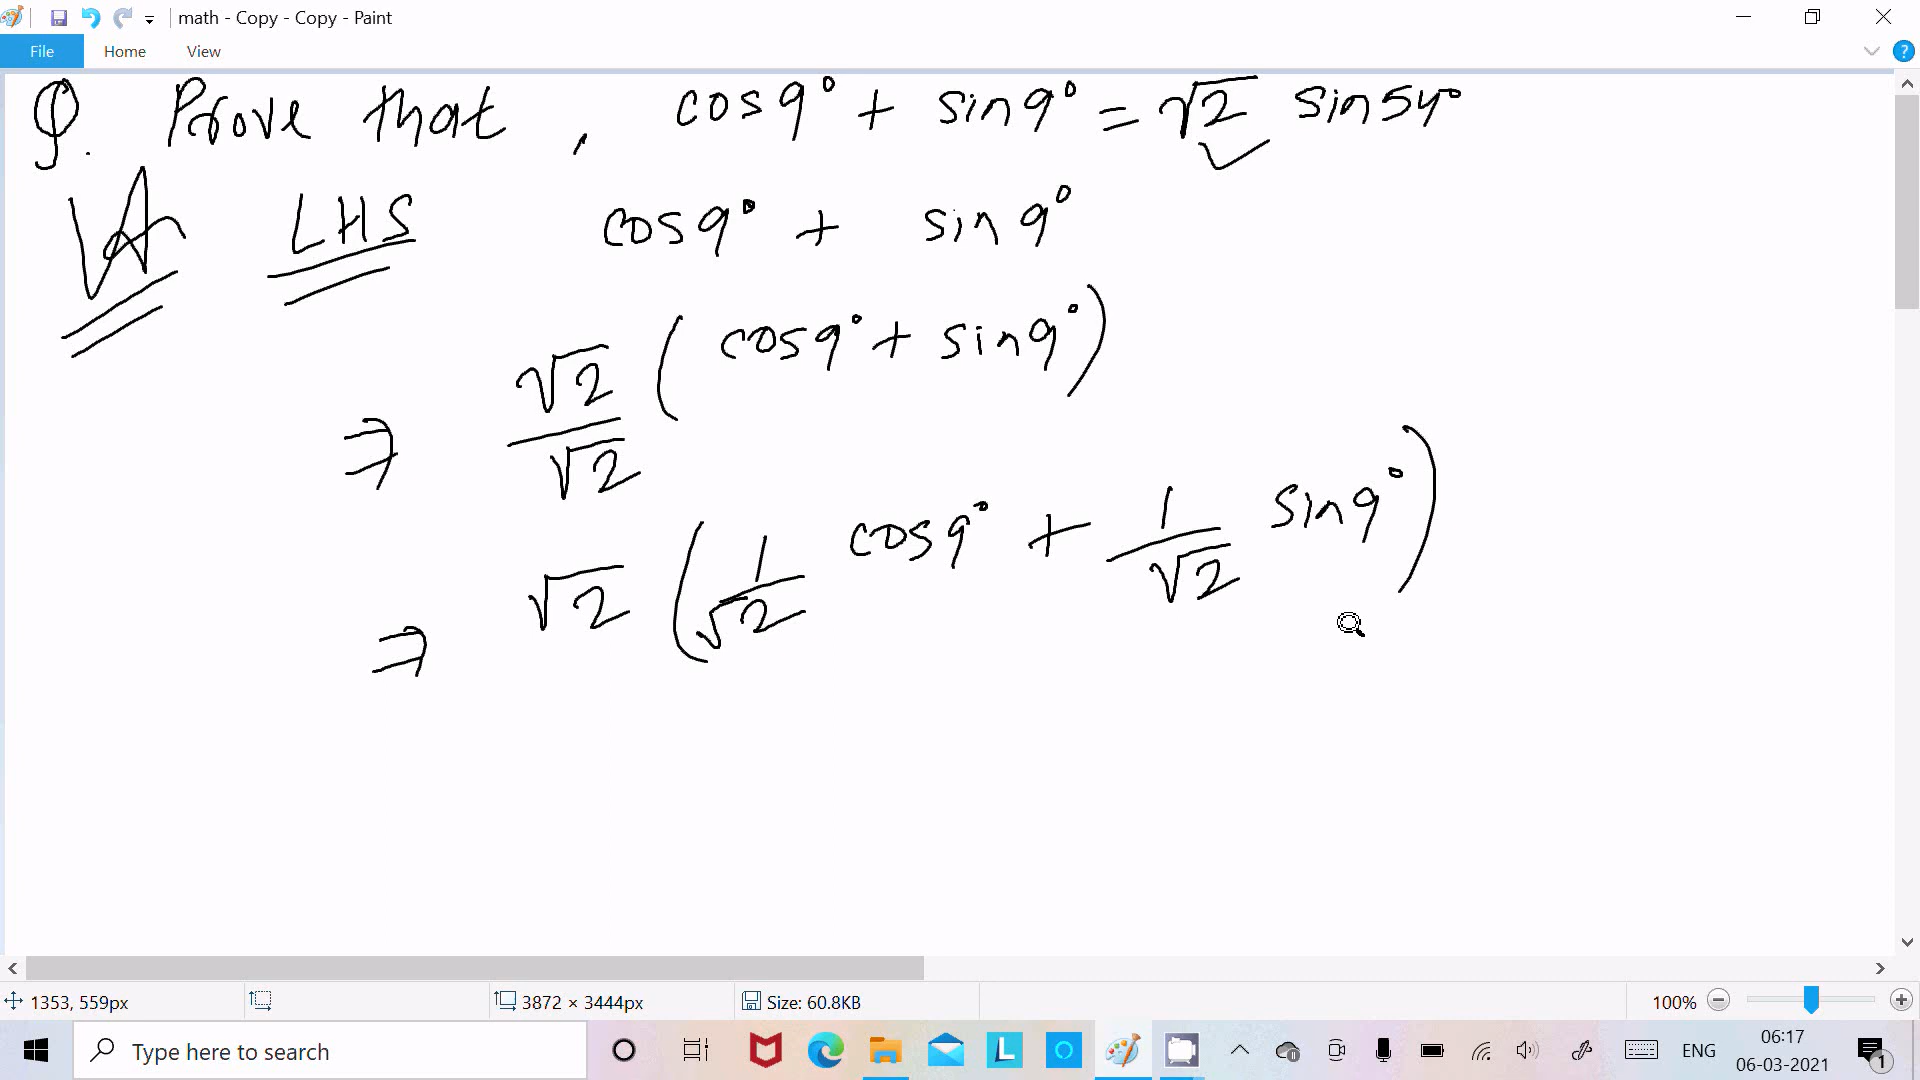 math - Copy - Copy - Paint
File Home View
Q. Prove that, cos9° + sin9° = √2 sin54°
LHS cos9° + sin9°
⇒ √2/√2 (cos9° + sin9°)
⇒ √2 (1/√2 cos9° + 1/√2 sin9°)
1353, 559px 3872 × 3444px Size: 60.8KB 100%
Type here to search ENG 06:17
06-03-2021 1